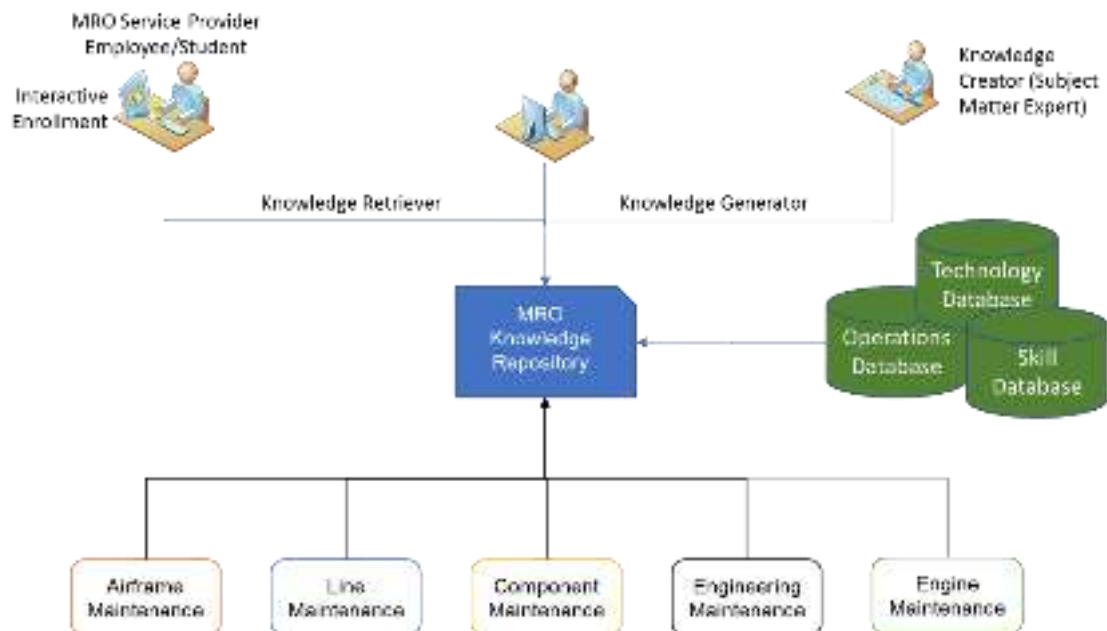 MRO Service Provider
Employee/Student
Interactive
Enrollment
Knowledge
Creator (Subject
Matter Expert)
Knowledge Retriever
Knowledge Generator
MRO
Knowledge
Repository
Technology
Database
Operations
Database
Skill
Database
Airframe
Maintenance
Line
Maintenance
Component
Maintenance
Engineering
Maintenance
Engine
Maintenance